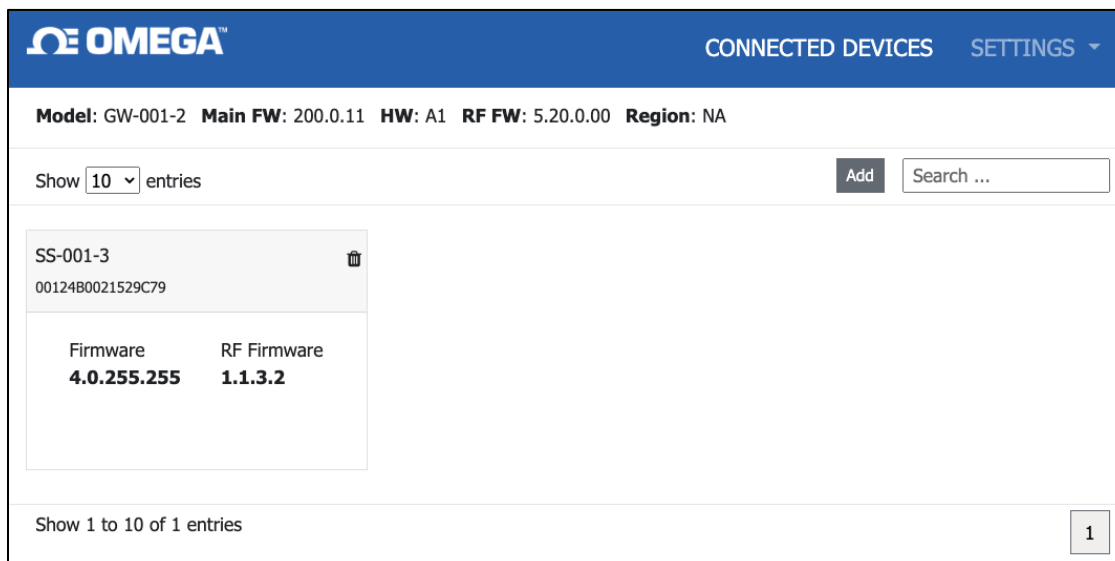 OMEGA™
CONNECTED DEVICES SETTINGS
Model: GW-001-2 Main FW: 200.0.11 HW: A1 RF FW: 5.20.0.00 Region: NA
Show 10 entries
Add Search ...
SS-001-3
00124B0021529C79
Firmware RF Firmware
4.0.255.255 1.1.3.2
Show 1 to 10 of 1 entries
1